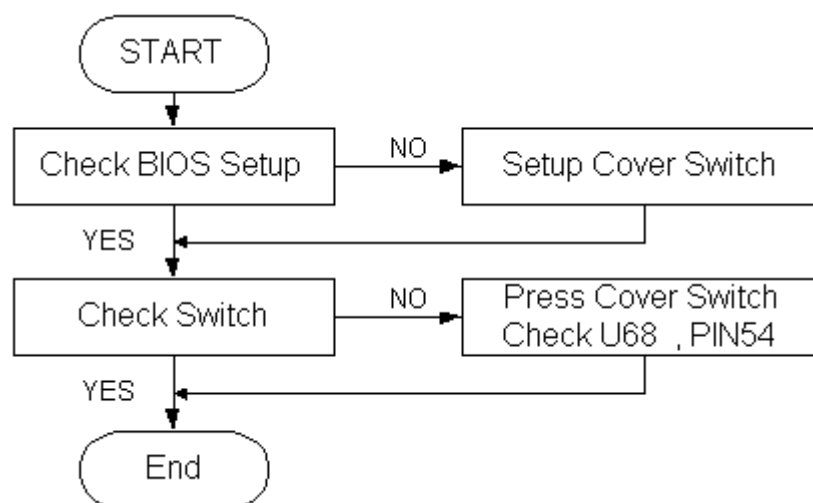 START
Check BIOS Setup
NO
Setup Cover Switch
YES
Check Switch
NO
Press Cover Switch
Check U68 , PIN54
YES
End